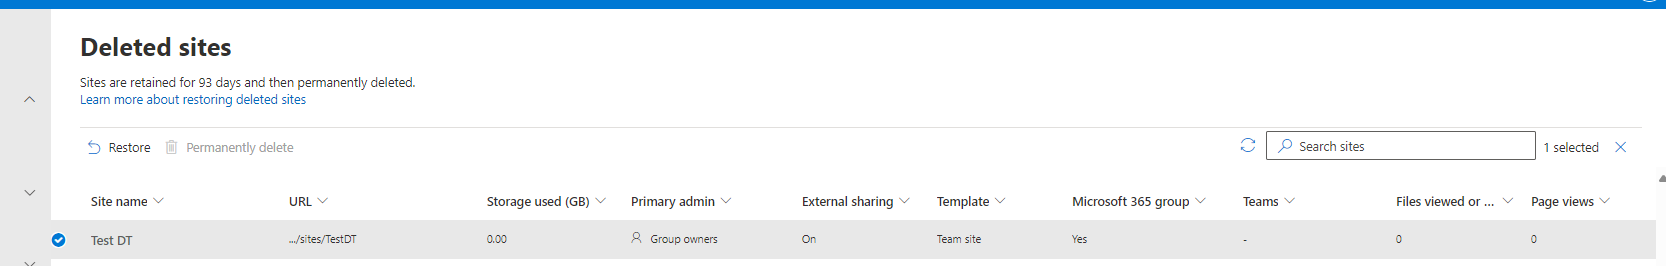 Deleted sites
Sites are retained for 93 days and then permanently deleted.
Learn more about restoring deleted sites
Restore Permanently delete Search sites 1 selected
Site name URL Storage used (GB) Primary admin External sharing Template Microsoft 365 group Teams Files viewed or ... Page views
Test DT .../sites/TestDT 0.00 Group owners On Team site Yes - 0 0